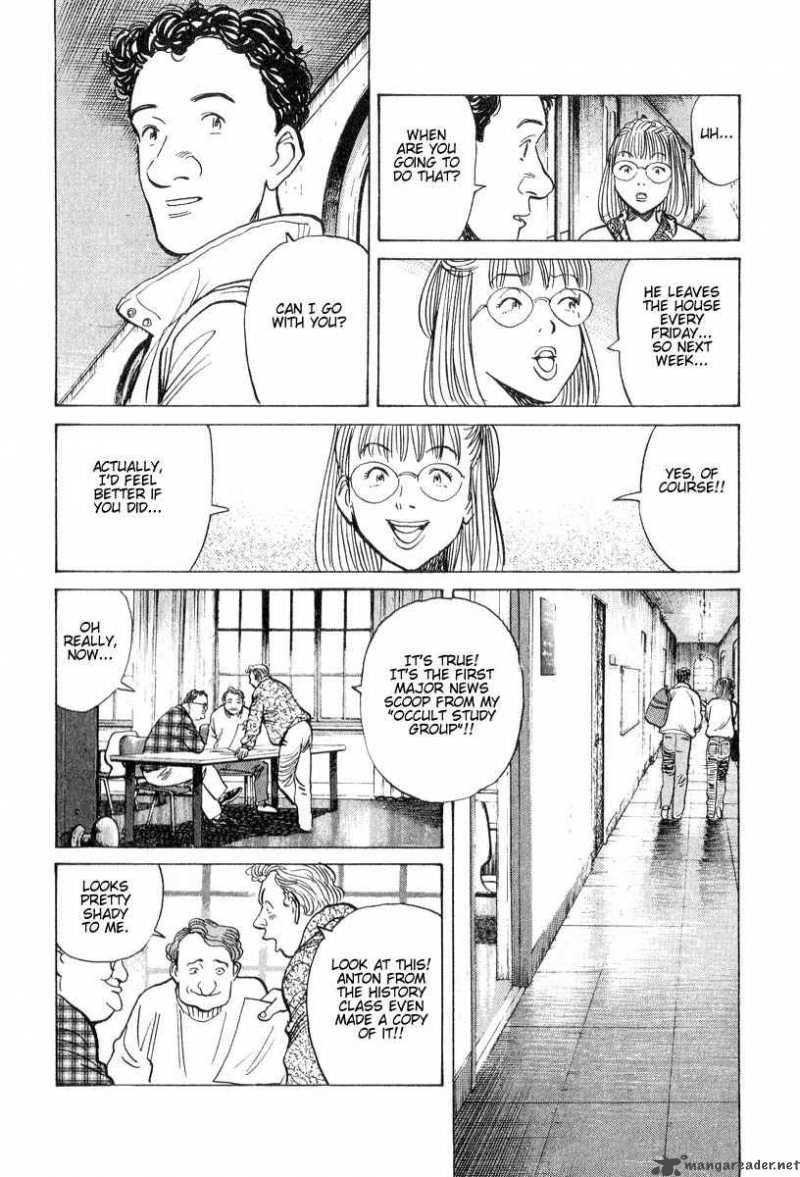 UH...
WHEN
ARE YOU
GOING TO
DO THAT?
CAN I GO
WITH YOU?
HE LEAVES
THE HOUSE
EVERY
FRIDAY...
SO NEXT
WEEK...
YES, OF
COURSE!!
ACTUALLY,
I'D FEEL
BETTER IF
YOU DID...
IT'S TRUE!
IT'S THE FIRST
MAJOR NEWS
SCOOP FROM MY
"OCCULT STUDY
GROUP"!!
OH
REALLY,
NOW...
LOOK AT THIS!
ANTON FROM
THE HISTORY
CLASS EVEN
MADE A COPY
OF IT!!
LOOKS
PRETTY
SHADY
TO ME.
mangareader.net